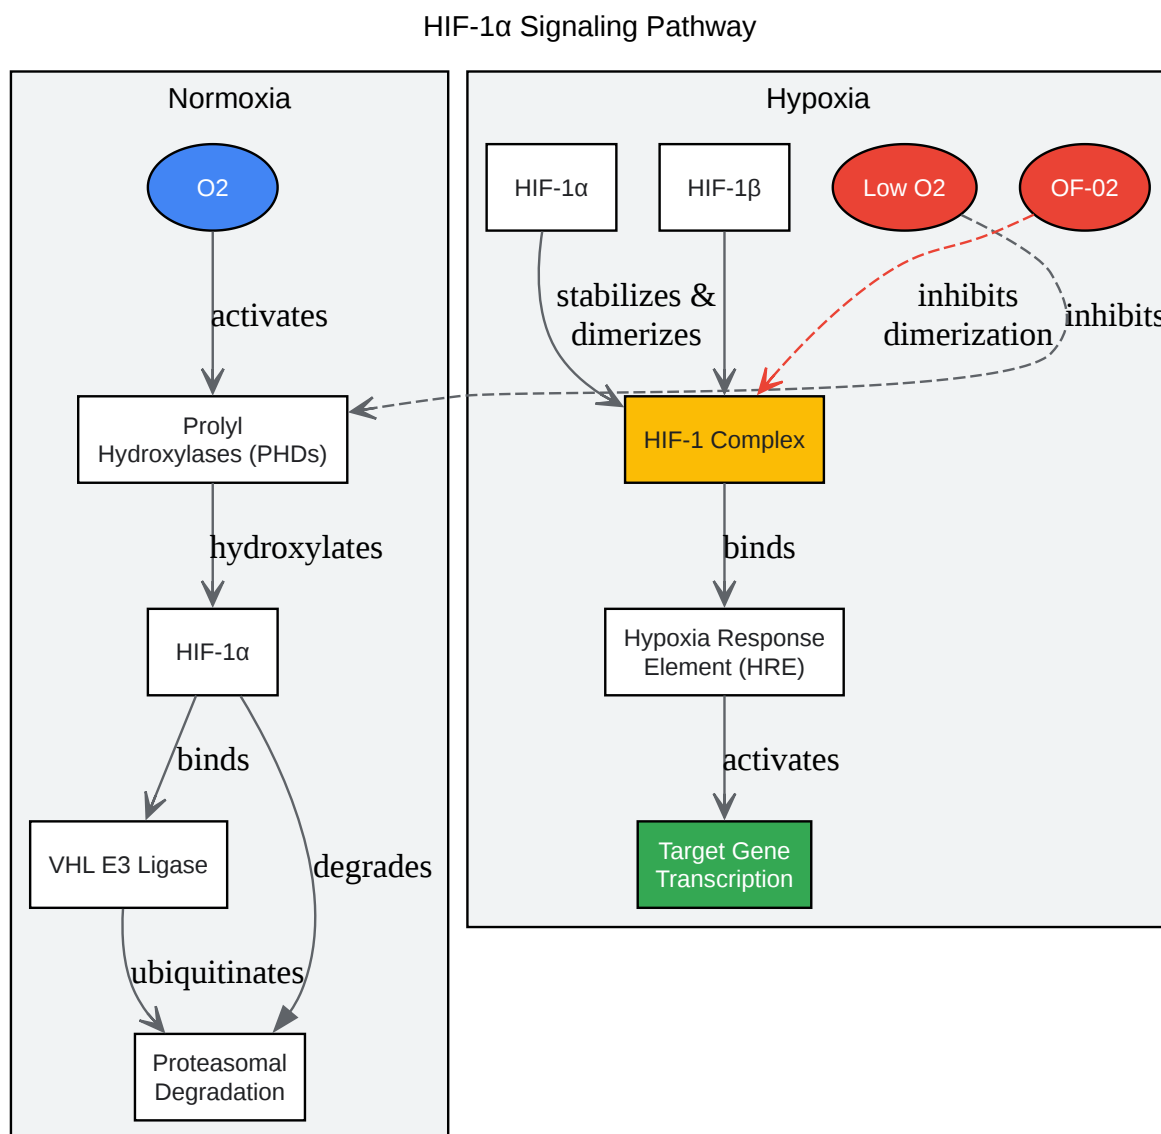 HIF-1α Signaling Pathway
Normoxia
O2
activates
Prolyl
Hydroxylases (PHDs)
hydroxylates
HIF-1α
binds
VHL E3 Ligase
degrades
ubiquitinates
Proteasomal
Degradation
Hypoxia
HIF-1α
HIF-1β
Low O2
OF-02
stabilizes &
dimerizes
inhibits
dimerization
inhibits
HIF-1 Complex
binds
Hypoxia Response
Element (HRE)
activates
Target Gene
Transcription